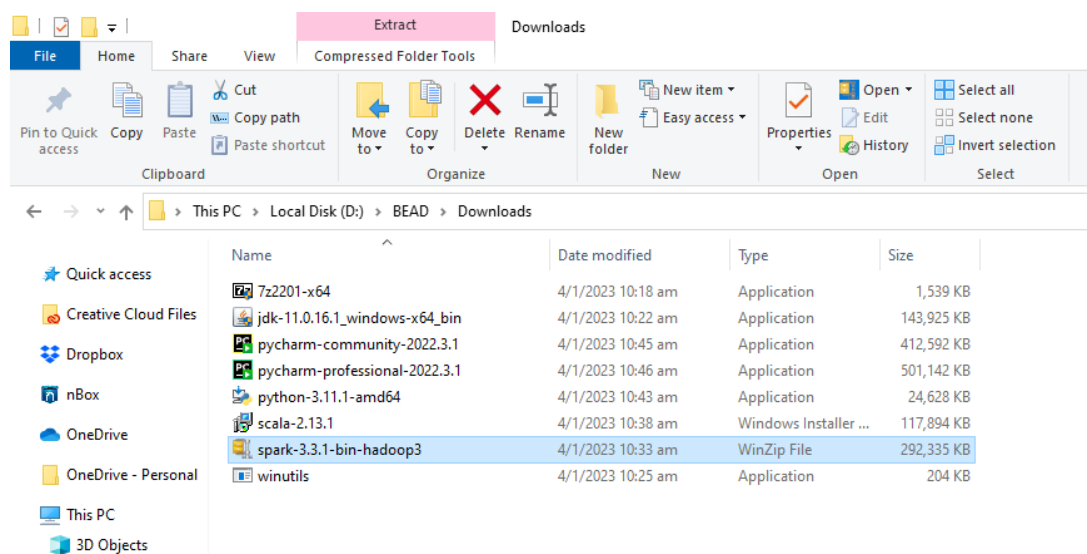 Extract Downloads
File Home Share View Compressed Folder Tools
Pin to Quick access
Copy
Paste
Cut
Copy path
Paste shortcut
Clipboard
Move to
Copy to
Delete
Rename
Organize
New folder
New item
Easy access
New
Properties
Open
Edit
History
Open
Select all
Select none
Invert selection
Select
This PC > Local Disk (D:) > BEAD > Downloads
Quick access
Creative Cloud Files
Dropbox
nBox
OneDrive
OneDrive - Personal
This PC
3D Objects
Name Date modified Type Size
7z2201-x64 4/1/2023 10:18 am Application 1,539 KB
jdk-11.0.16.1_windows-x64_bin 4/1/2023 10:22 am Application 143,925 KB
pycharm-community-2022.3.1 4/1/2023 10:45 am Application 412,592 KB
pycharm-professional-2022.3.1 4/1/2023 10:46 am Application 501,142 KB
python-3.11.1-amd64 4/1/2023 10:43 am Application 24,628 KB
scala-2.13.1 4/1/2023 10:38 am Windows Installer ... 117,894 KB
spark-3.3.1-bin-hadoop3 4/1/2023 10:33 am WinZip File 292,335 KB
winutils 4/1/2023 10:25 am Application 204 KB